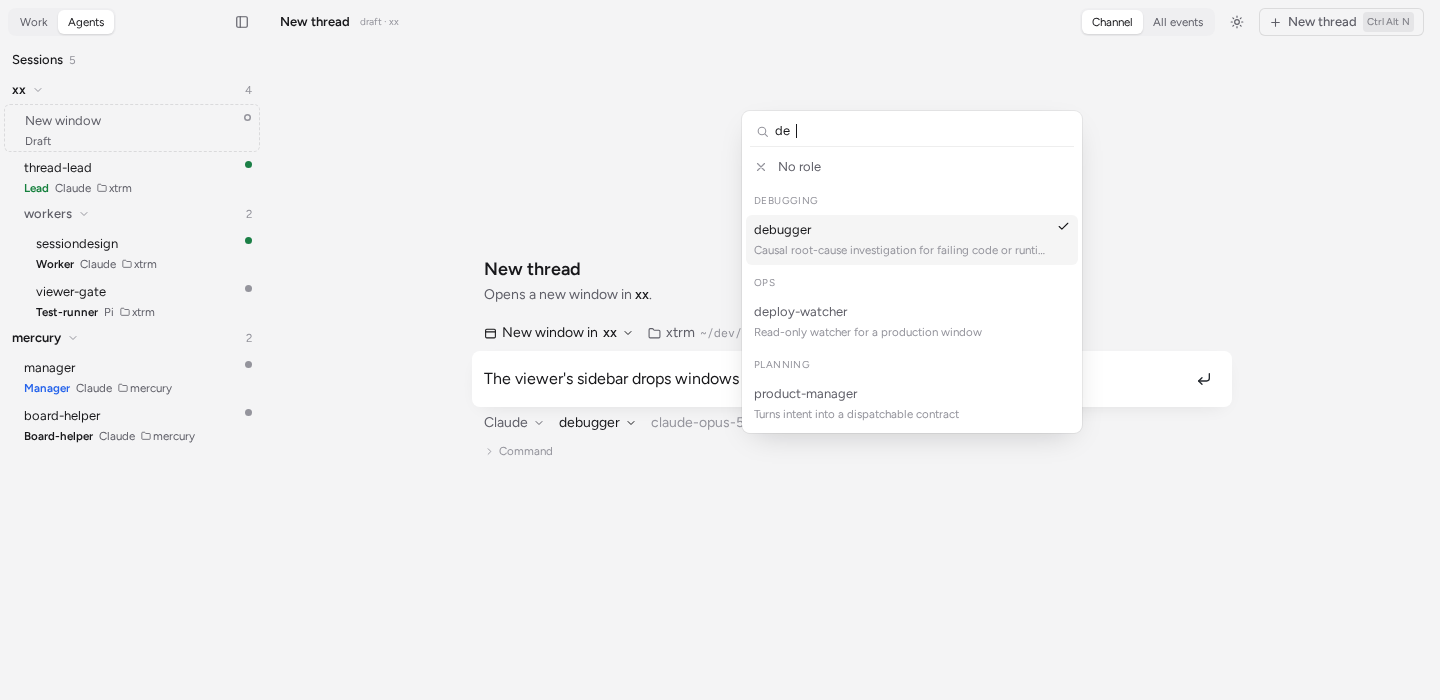 Work Agents
New thread draft · xx
Channel All events
New thread Ctrl Alt N
Sessions 5
xx 4
New window
Draft
thread-lead
Lead Claude xtrm
workers 2
sessiondesign
Worker Claude xtrm
viewer-gate
Test-runner Pi xtrm
mercury 2
manager
Manager Claude mercury
board-helper
Board-helper Claude mercury
New thread
Opens a new window in xx.
New window in xx xtrm ~/dev/
The viewer's sidebar drops windows
Claude debugger claude-opus-5
Command
de
No role
DEBUGGING
debugger
Causal root-cause investigation for failing code or runti...
OPS
deploy-watcher
Read-only watcher for a production window
PLANNING
product-manager
Turns intent into a dispatchable contract